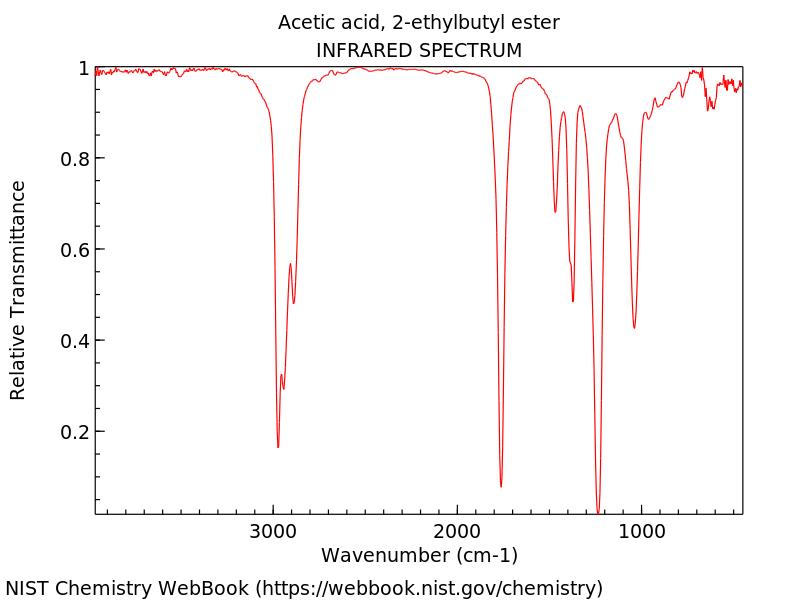 Acetic acid, 2-ethylbutyl ester
INFRARED SPECTRUM
1
0.8
0.6
0.4
0.2
Relative Transmittance
3000 2000 1000
Wavenumber (cm-1)
NIST Chemistry WebBook (https://webbook.nist.gov/chemistry)